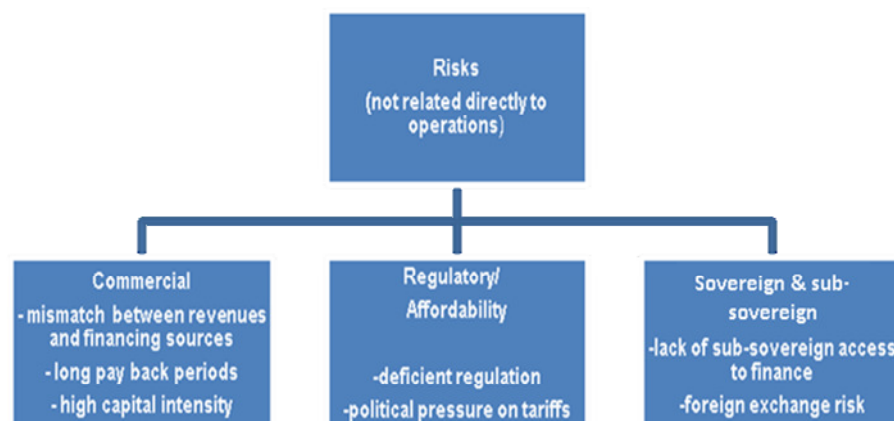 Risks
(not related directly to
operations)
Commercial
- mismatch between revenues
and financing sources
- long pay back periods
- high capital intensity
Regulatory/
Affordability
-deficient regulation
-political pressure on tariffs
Sovereign & sub-
sovereign
-lack of sub-sovereign access
to finance
-foreign exchange risk